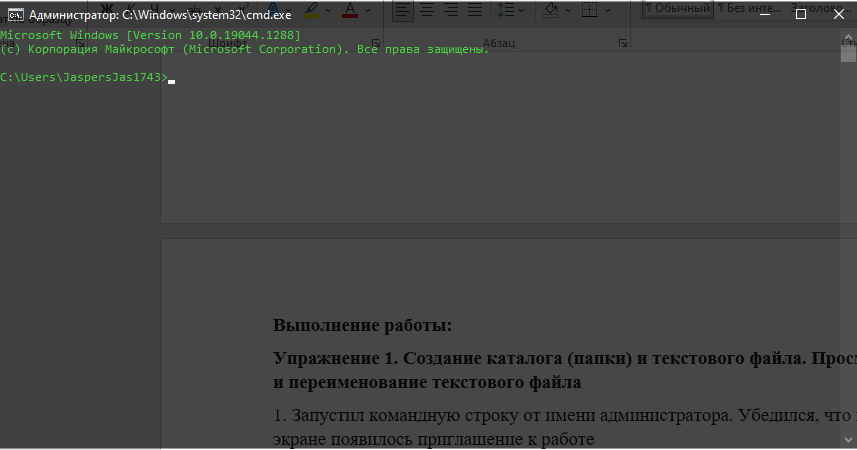 Администратор: C:\Windows\system32\cmd.exe
Обычный
Без инте...
Заголово...
Шрифт
Абзац
Microsoft Windows [Version 10.0.19044.1288]
(c) Корпорация Майкрософт (Microsoft Corporation). Все права защищены.
C:\Users\JaspersJas1743>
Выполнение работы:
Упражнение 1. Создание каталога (папки) и текстового файла. Прос
и переименование текстового файла
1. Запустил командную строку от имени администратора. Убедился, что
экране появилось приглашение к работе